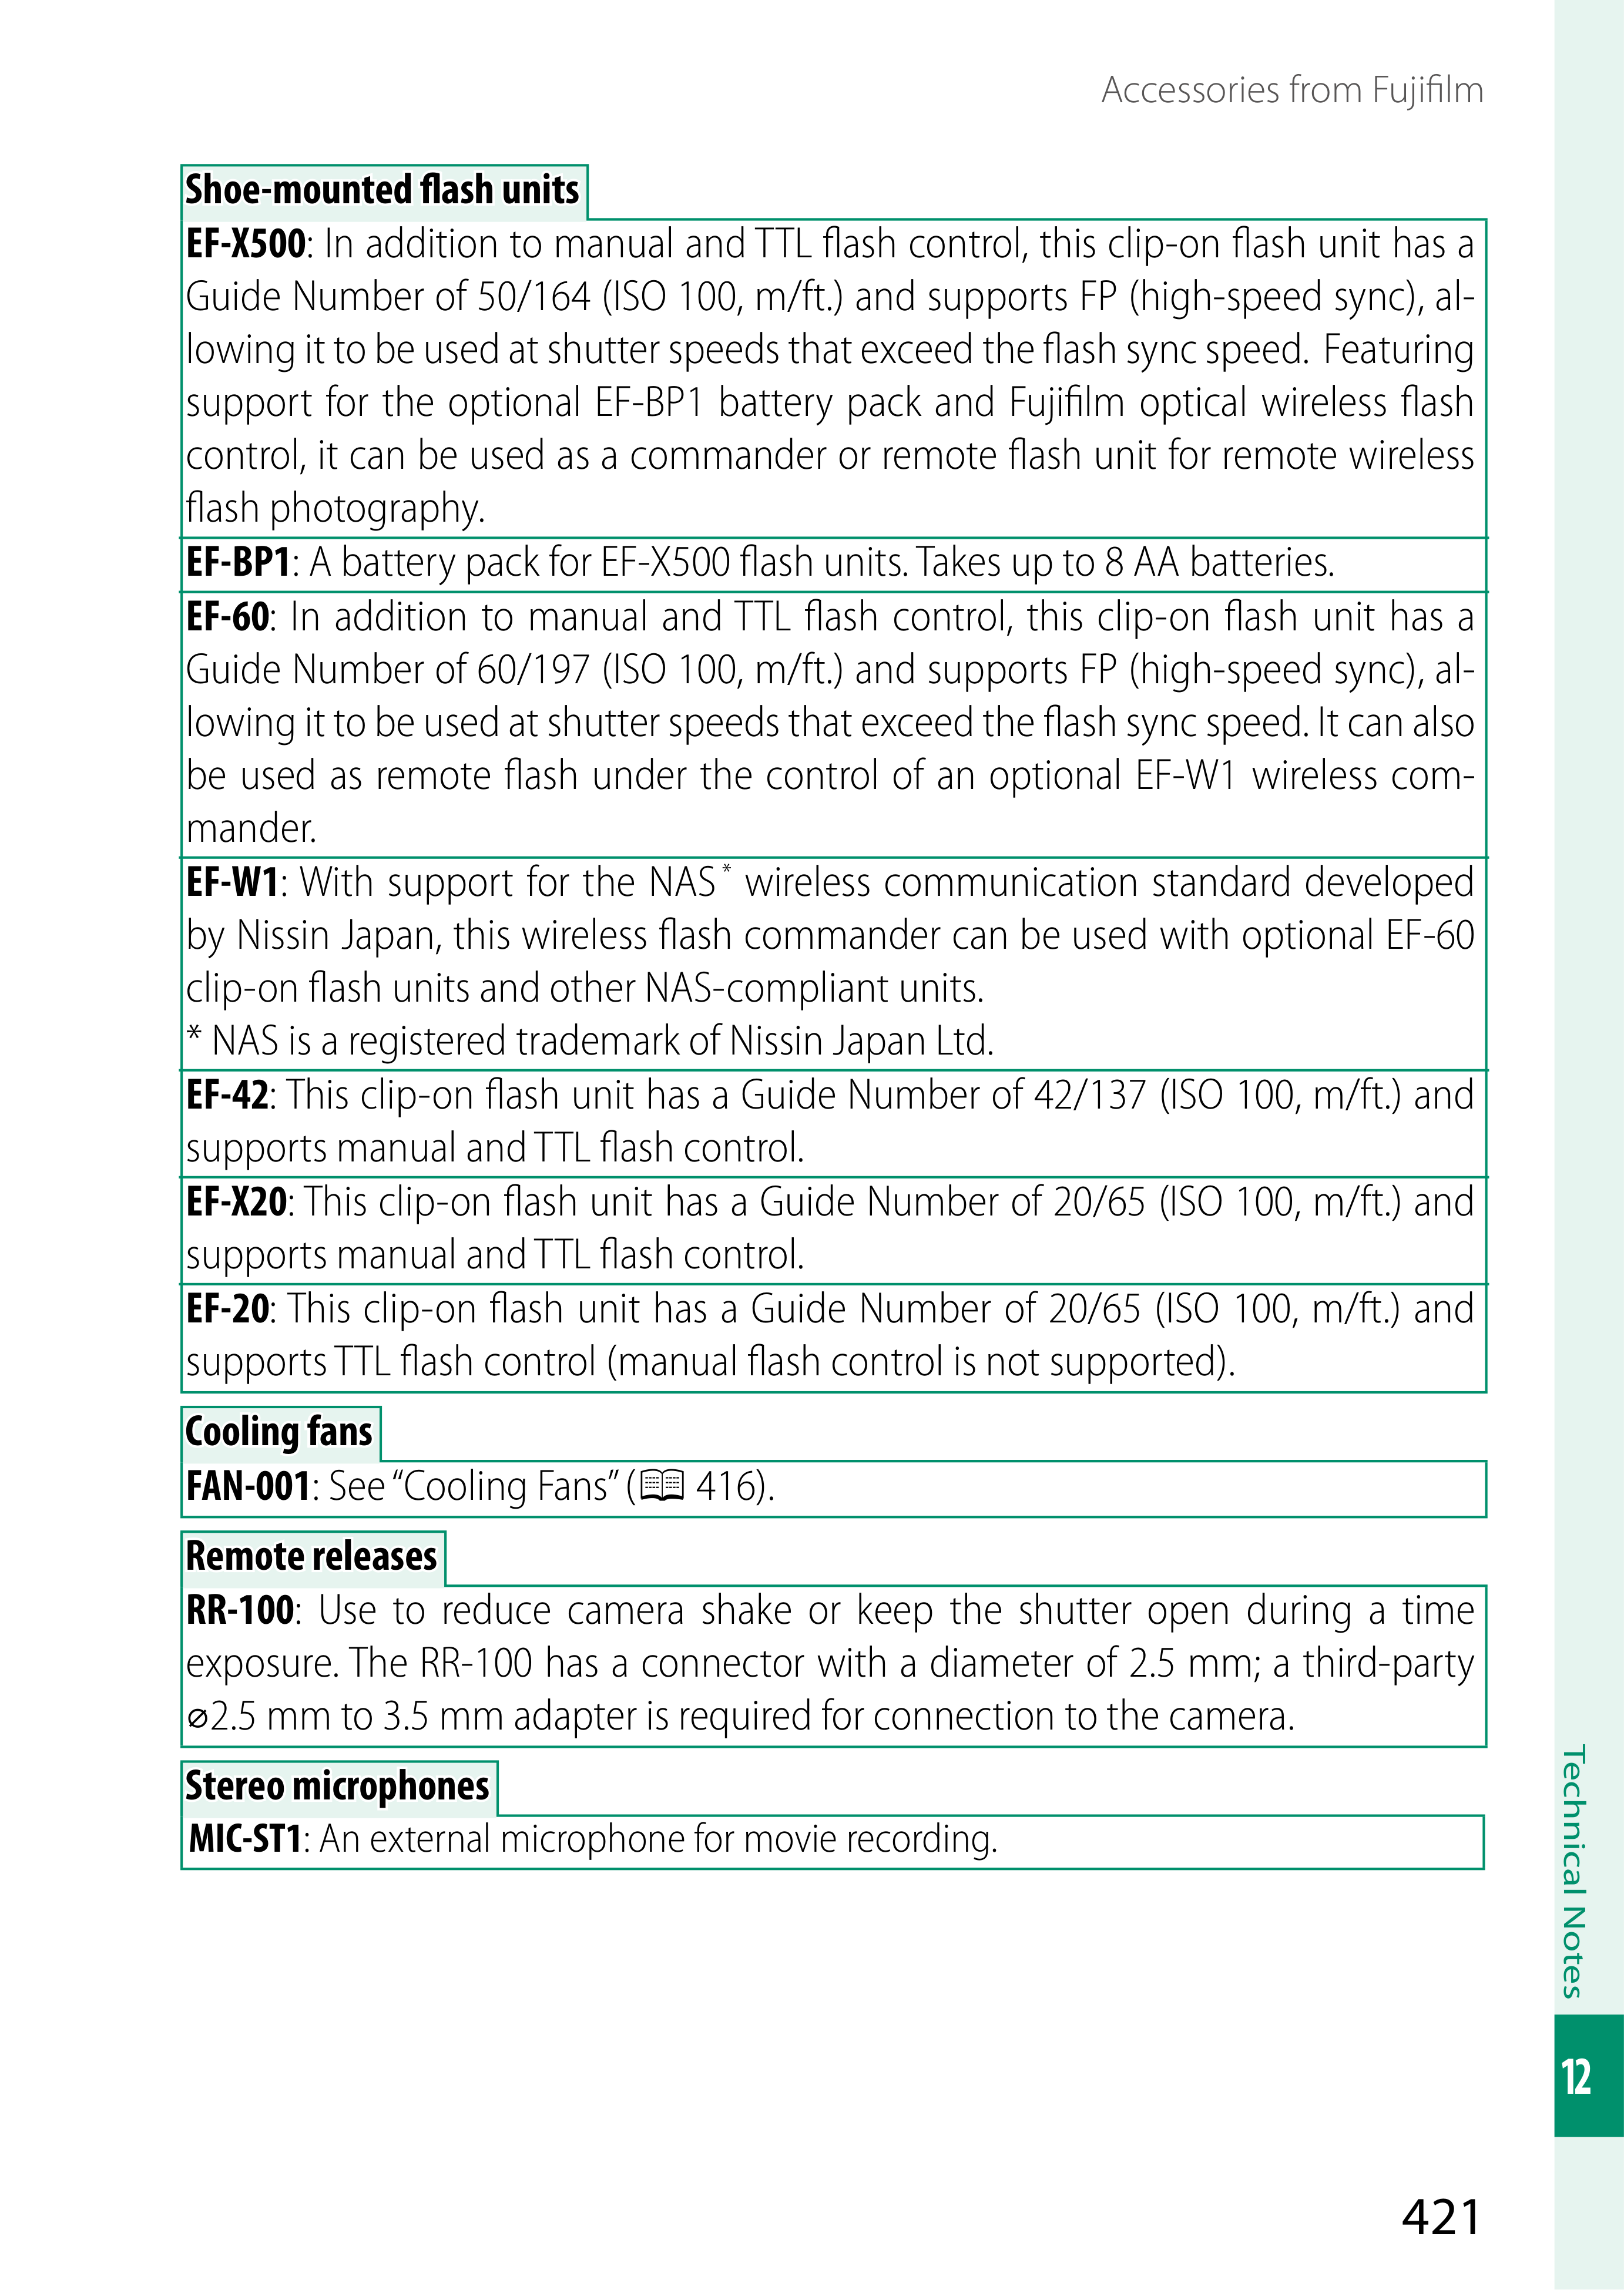 Accessories from Fujifilm
Shoe-mounted flash units
EF-X500: In addition to manual and TTL flash control, this clip-on flash unit has a
Guide Number of 50/164 (ISO 100, m/ft.) and supports FP (high-speed sync), al-
lowing it to be used at shutter speeds that exceed the flash sync speed. Featuring
support for the optional EF-BP1 battery pack and Fujifilm optical wireless flash
control, it can be used as a commander or remote flash unit for remote wireless
flash photography.
EF-BP1: A battery pack for EF-X500 flash units. Takes up to 8 AA batteries.
EF-60: In addition to manual and TTL flash control, this clip-on flash unit has a
Guide Number of 60/197 (ISO 100, m/ft.) and supports FP (high-speed sync), al-
lowing it to be used at shutter speeds that exceed the flash sync speed. It can also
be used as remote flash under the control of an optional EF-W1 wireless com-
mander.
EF-W1: With support for the NAS* wireless communication standard developed
by Nissin Japan, this wireless flash commander can be used with optional EF-60
clip-on flash units and other NAS-compliant units.
* NAS is a registered trademark of Nissin Japan Ltd.
EF-42: This clip-on flash unit has a Guide Number of 42/137 (ISO 100, m/ft.) and
supports manual and TTL flash control.
EF-X20: This clip-on flash unit has a Guide Number of 20/65 (ISO 100, m/ft.) and
supports manual and TTL flash control.
EF-20: This clip-on flash unit has a Guide Number of 20/65 (ISO 100, m/ft.) and
supports TTL flash control (manual flash control is not supported).
Cooling fans
FAN-001: See “Cooling Fans” (🕮 416).
Remote releases
RR-100: Use to reduce camera shake or keep the shutter open during a time
exposure. The RR-100 has a connector with a diameter of 2.5 mm; a third-party
⌀2.5 mm to 3.5 mm adapter is required for connection to the camera.
Stereo microphones
MIC-ST1: An external microphone for movie recording.
Technical Notes
12
421